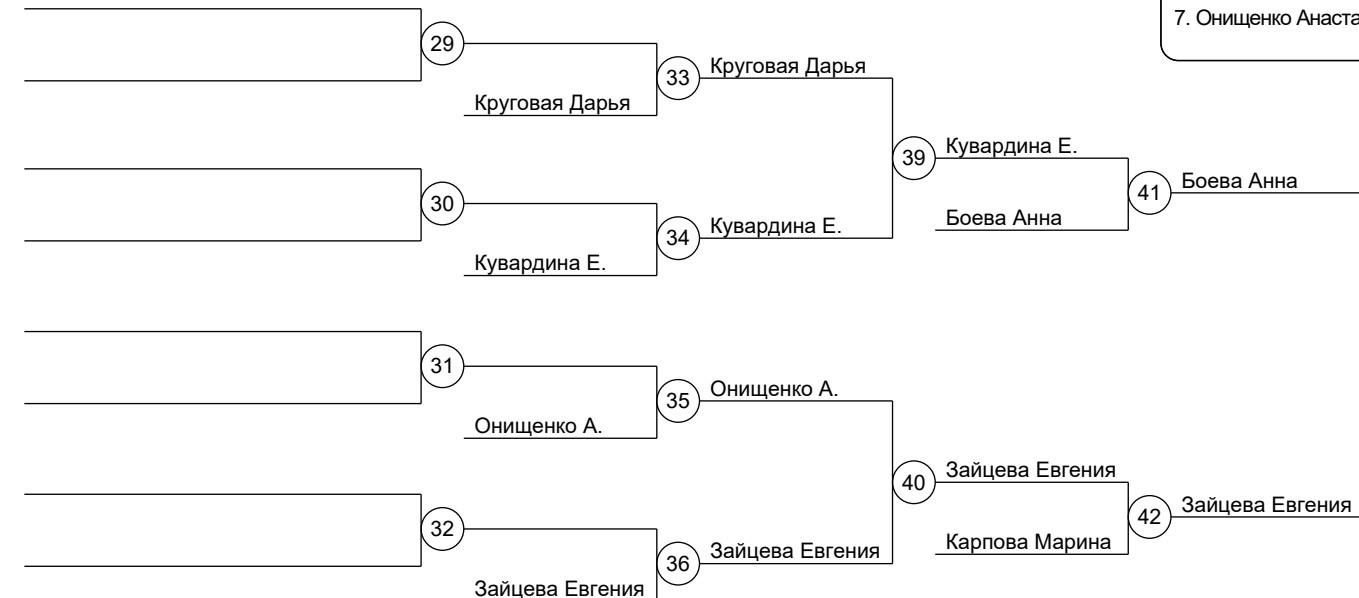 7. Онищенко Анаста
29
33
Круговая Дарья
Круговая Дарья
39
Кувардина Е.
41
Боева Анна
30
34
Кувардина Е.
Боева Анна
Кувардина Е.
31
35
Онищенко А.
Онищенко А.
40
Зайцева Евгения
42
Зайцева Евгения
32
36
Зайцева Евгения
Карпова Марина
Зайцева Евгения